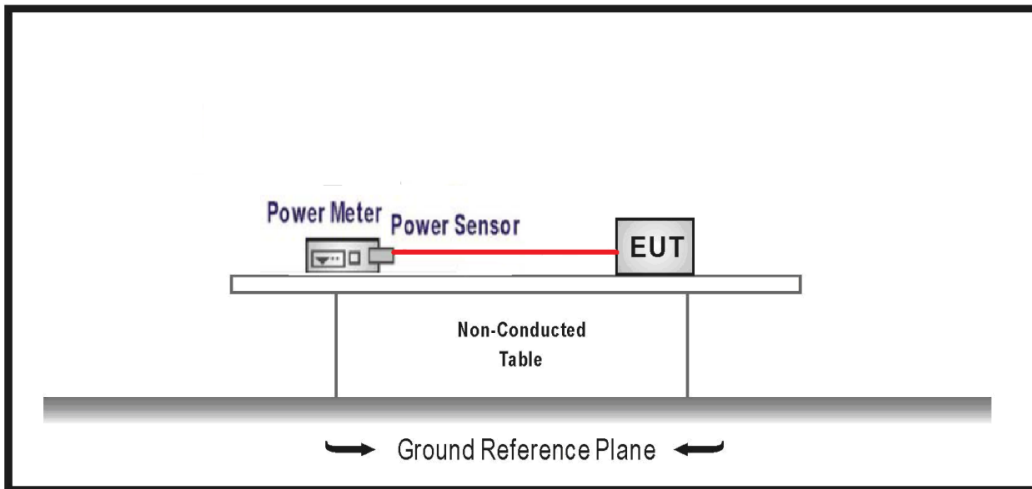 Power Meter
Power Sensor
EUT
Non-Conducted
Table
Ground Reference Plane